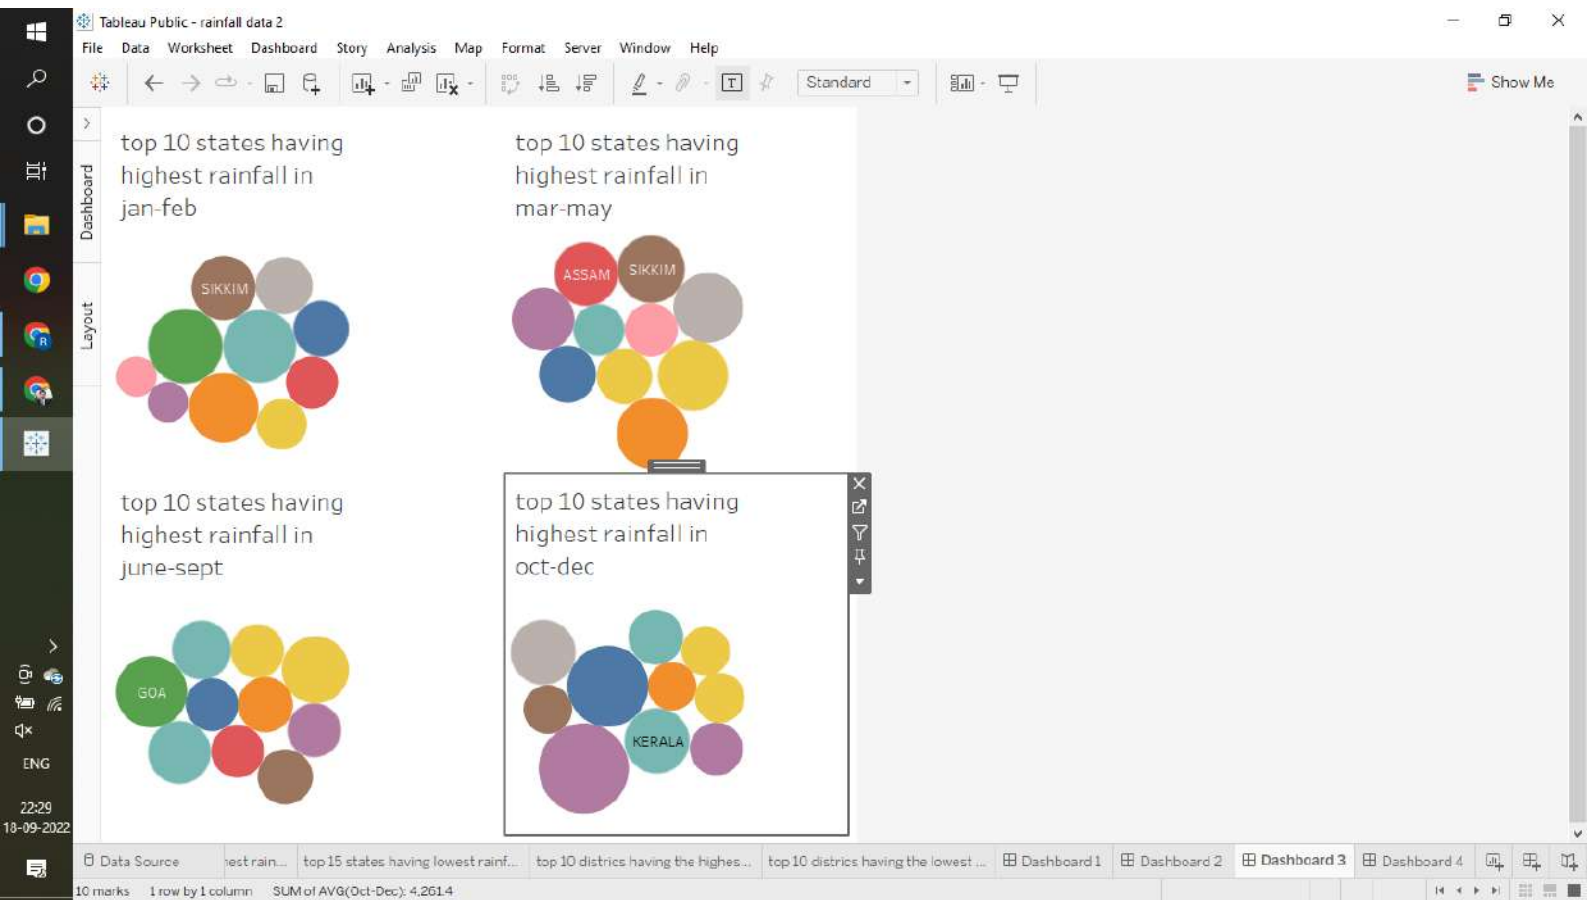 Tableau Public - rainfall data 2
File Data Worksheet Dashboard Story Analysis Map Format Server Window Help
Standard
Show Me
Dashboard
Layout
top 10 states having
highest rainfall in
jan-feb
SIKKIM
top 10 states having
highest rainfall in
mar-may
ASSAM
SIKKIM
top 10 states having
highest rainfall in
june-sept
GOA
top 10 states having
highest rainfall in
oct-dec
KERALA
ENG
22:29
18-09-2022
Data Source
rest rain...
top 15 states having lowest rainf...
top 10 districs having the highes...
top 10 districs having the lowest ...
Dashboard 1
Dashboard 2
Dashboard 3
Dashboard 4
10 marks 1 row by 1 column SUM of AVG(Oct-Dec): 4,261.4